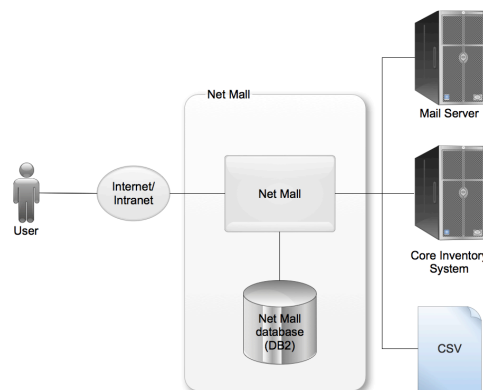 Net Mall
Mail Server
Internet/
Intranet
Net Mall
User
Core Inventory
System
Net Mall
database
(DB2)
CSV